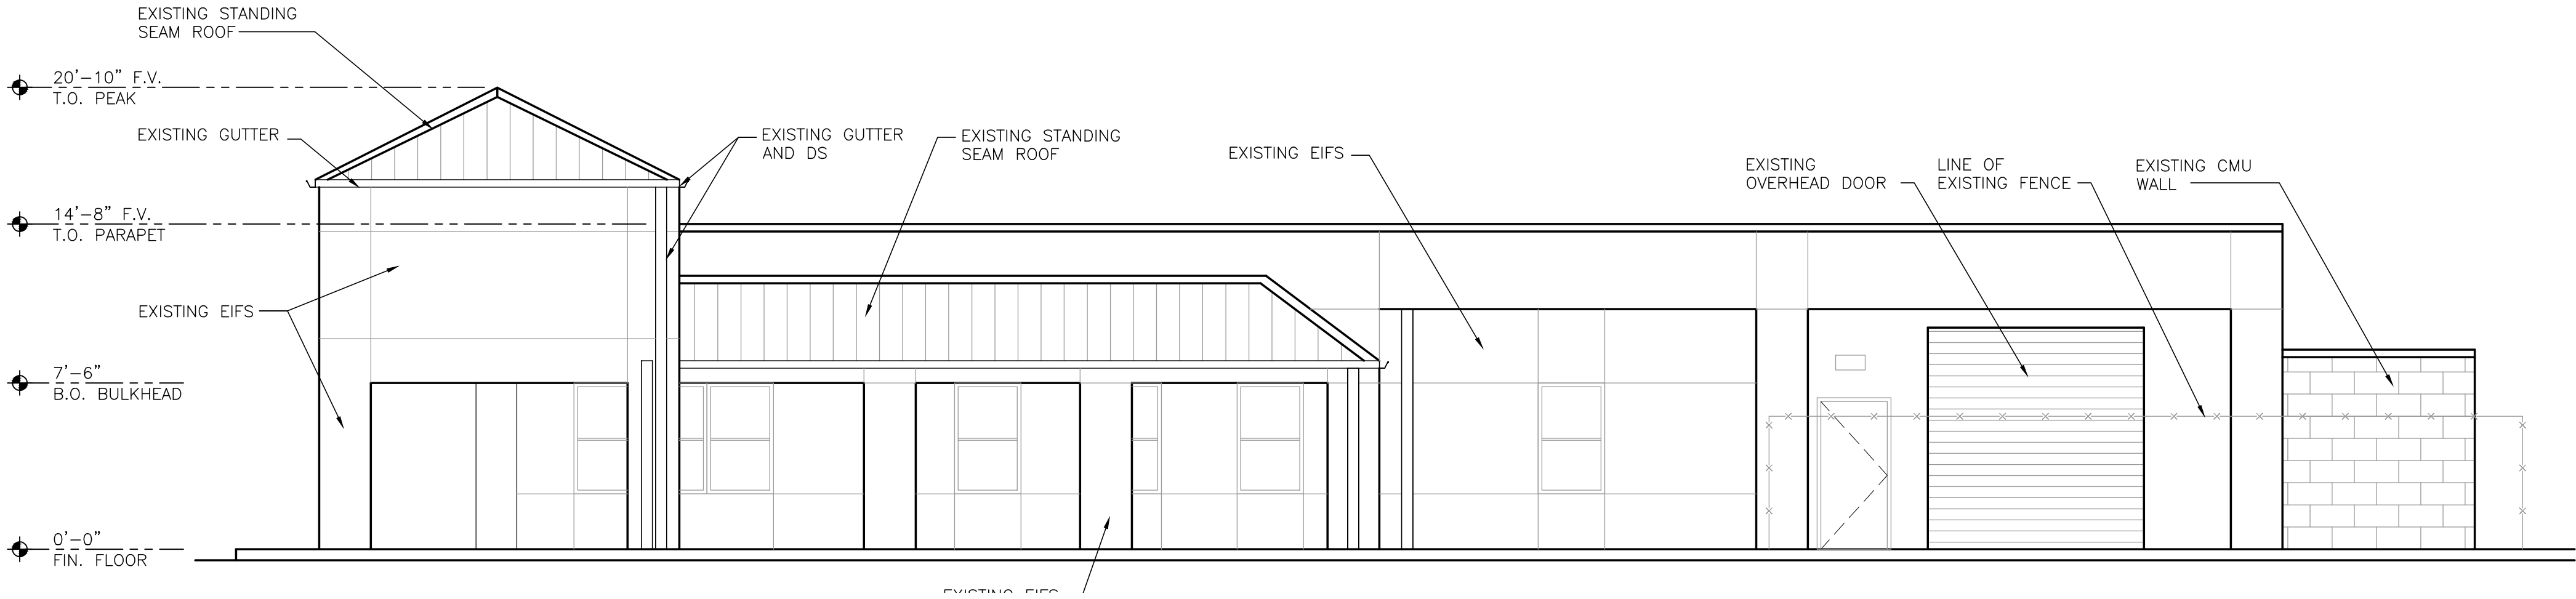 EXISTING STANDING
SEAM ROOF
20'-10" F.V.
T.O. PEAK
EXISTING GUTTER
EXISTING GUTTER
AND DS
EXISTING STANDING
SEAM ROOF
EXISTING EIFS
EXISTING
OVERHEAD DOOR
LINE OF
EXISTING FENCE
EXISTING CMU
WALL
14'-8" F.V.
T.O. PARAPET
EXISTING EIFS
7'-6"
B.O. BULKHEAD
0'-0"
FIN. FLOOR
EXISTING EIFS